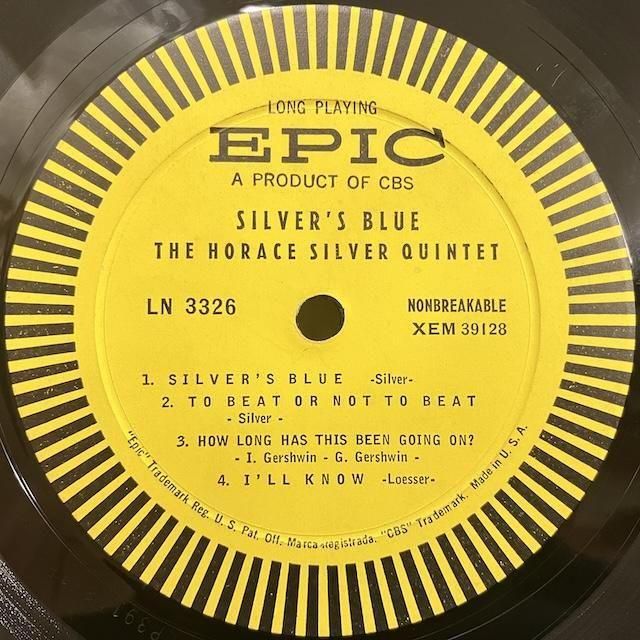 LONG PLAYING
EPIC
A PRODUCT OF CBS
SILVER'S BLUE
THE HORACE SILVER QUINTET
LN 3326
NONBREAKABLE
XEM 39128
1. SILVER'S BLUE -Silver-
2. TO BEAT OR NOT TO BEAT
- Silver -
3. HOW LONG HAS THIS BEEN GOING ON?
- I. Gershwin - G. Gershwin -
4. I'LL KNOW -Loesser-
"Epic" Trademark Reg. U. S. Pat. Off. Marca Registrada. "CBS" Trademark. Made in U. S. A.